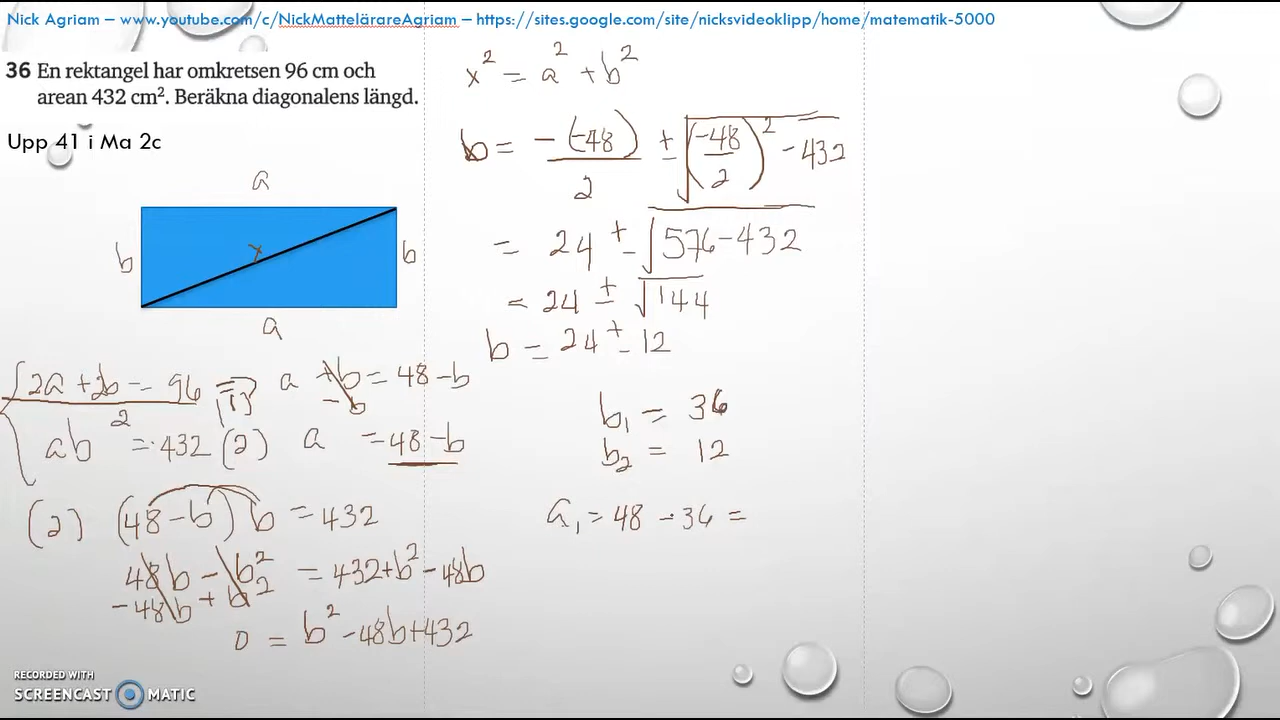 Nick Agriam – www.youtube.com/c/NickMattelärareAgriam – https://sites.google.com/site/nicksvideoklipp/home/matematik-5000
36 En rektangel har omkretsen 96 cm och
arean 432 cm². Beräkna diagonalens längd.
Upp 41 i Ma 2c
a
b
x
b
a
2a + 2b = 96 (1)
2
ab = 432 (2)
a + b = 48 - b
- b
a = 48 - b
(2) (48 - b) b = 432
48b - b² = 432 + b² - 48b
- 48b + b²
0 = b² - 48b + 432
x² = a² + b²
b = -(-48)/2 ± √((-48/2)² - 432)
= 24 ± √576 - 432
= 24 ± √144
b = 24 ± 12
b₁ = 36
b₂ = 12
a₁ = 48 - 36 =
RECORDED WITH
SCREENCAST MATIC